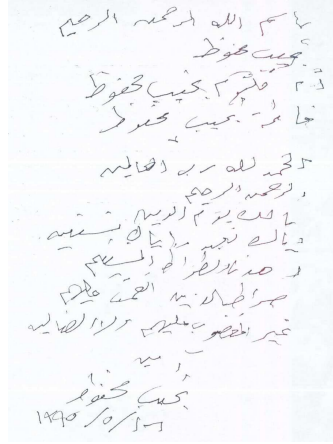 باسم الله الرحمن الرحيم
نجيب محفوظ
أم كلثوم نجيب محفوظ
فاطمة نجيب محفوظ
الحمد لله رب العالمين
الرحمن الرحيم
مالك يوم الدين
إياك نعبد وإياك نستعين
اهدنا الصراط المستقيم
صراط الذين أنعمت عليهم
غير المغضوب عليهم ولا الضالين
آمين
نجيب محفوظ